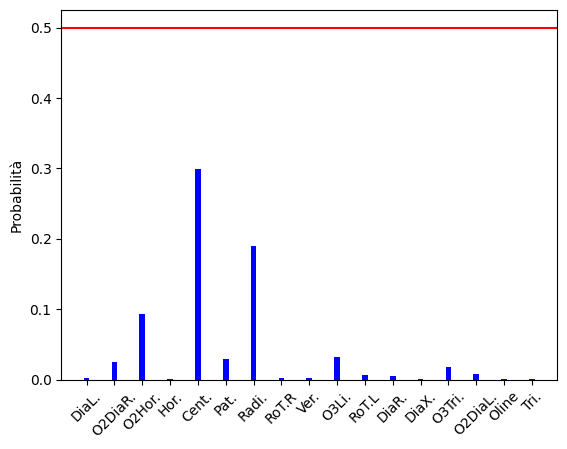 0.5
0.4
0.3
0.2
0.1
0.0
Probabilità
DiaL.
O2DiaR.
O2Hor.
Hor.
Cent.
Pat.
Radi.
RoT.R
Ver.
O3Li.
RoT.L
DiaR.
DiaX.
O3Tri.
O2DiaL.
Oline
Tri.